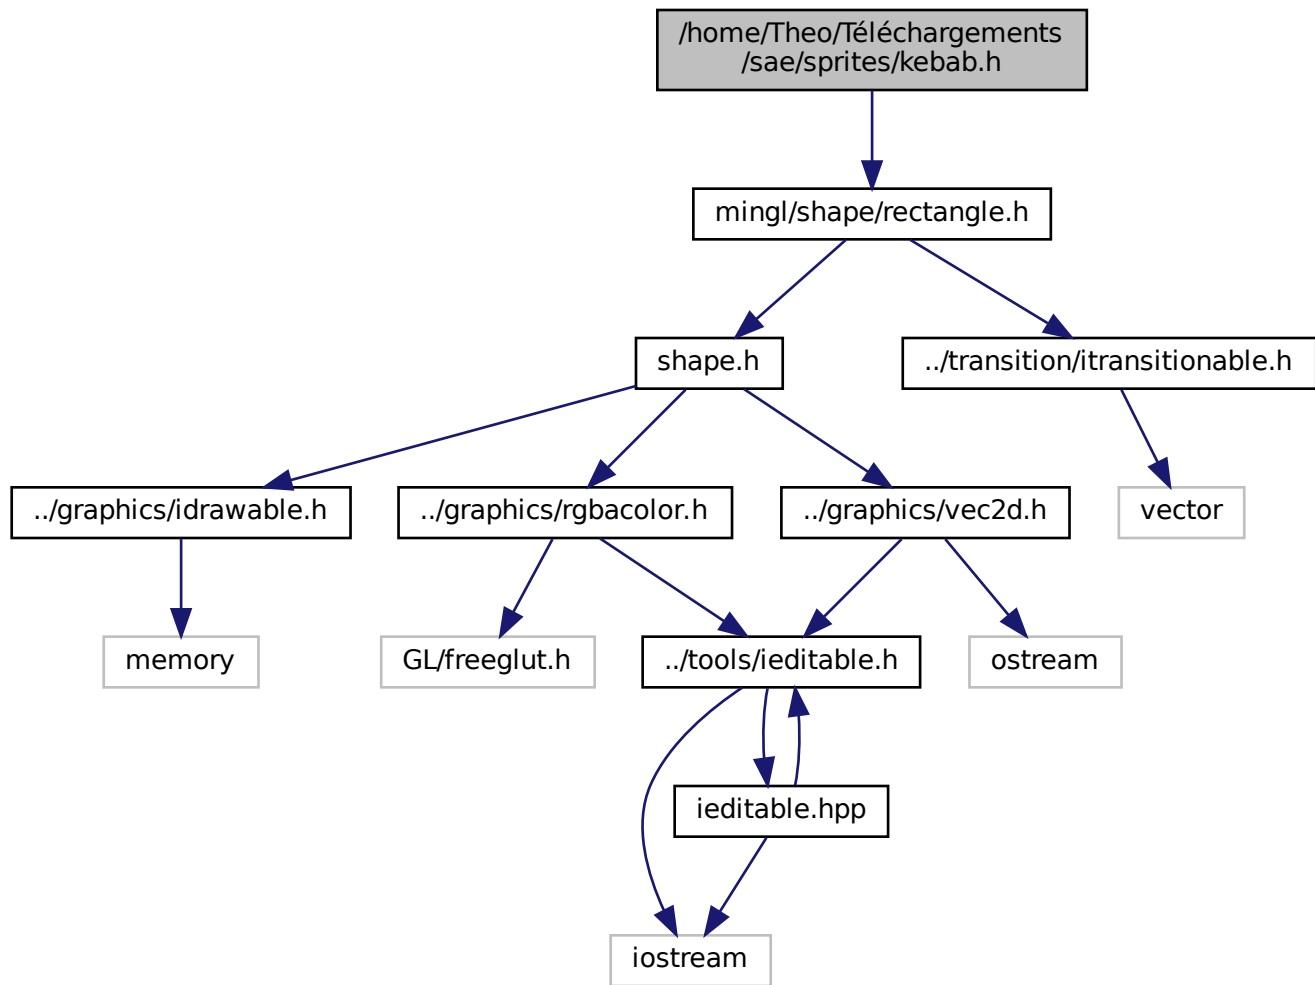 /home/Theo/Téléchargements
/sae/sprites/kebab.h
mingl/shape/rectangle.h
shape.h
../transition/itransitionable.h
../graphics/idrawable.h
../graphics/rgbacolor.h
../graphics/vec2d.h
vector
memory
GL/freeglut.h
../tools/ieditable.h
ostream
ieditable.hpp
iostream